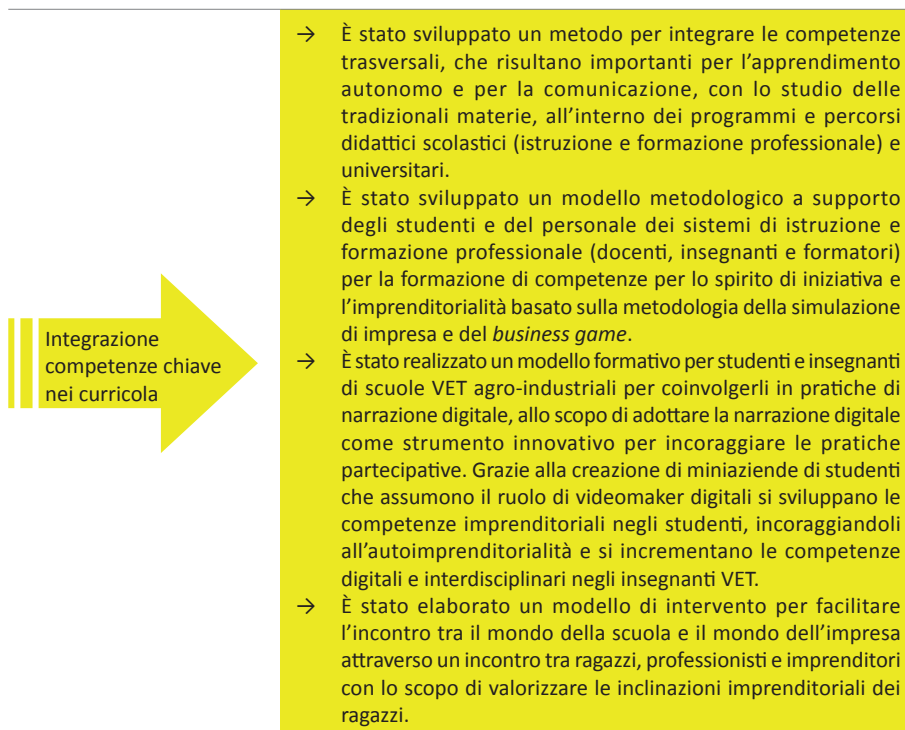 Integrazione
competenze chiave
nei curricola
→ È stato sviluppato un metodo per integrare le competenze
trasversali, che risultano importanti per l’apprendimento
autonomo e per la comunicazione, con lo studio delle
tradizionali materie, all’interno dei programmi e percorsi
didattici scolastici (istruzione e formazione professionale) e
universitari.
→ È stato sviluppato un modello metodologico a supporto
degli studenti e del personale dei sistemi di istruzione e
formazione professionale (docenti, insegnanti e formatori)
per la formazione di competenze per lo spirito di iniziativa e
l’imprenditorialità basato sulla metodologia della simulazione
di impresa e del business game.
→ È stato realizzato un modello formativo per studenti e insegnanti
di scuole VET agro-industriali per coinvolgerli in pratiche di
narrazione digitale, allo scopo di adottare la narrazione digitale
come strumento innovativo per incoraggiare le pratiche
partecipative. Grazie alla creazione di miniaziende di studenti
che assumono il ruolo di videomaker digitali si sviluppano le
competenze imprenditoriali negli studenti, incoraggiandoli
all’autoimprenditorialità e si incrementano le competenze
digitali e interdisciplinari negli insegnanti VET.
→ È stato elaborato un modello di intervento per facilitare
l’incontro tra il mondo della scuola e il mondo dell’impresa
attraverso un incontro tra ragazzi, professionisti e imprenditori
con lo scopo di valorizzare le inclinazioni imprenditoriali dei
ragazzi.